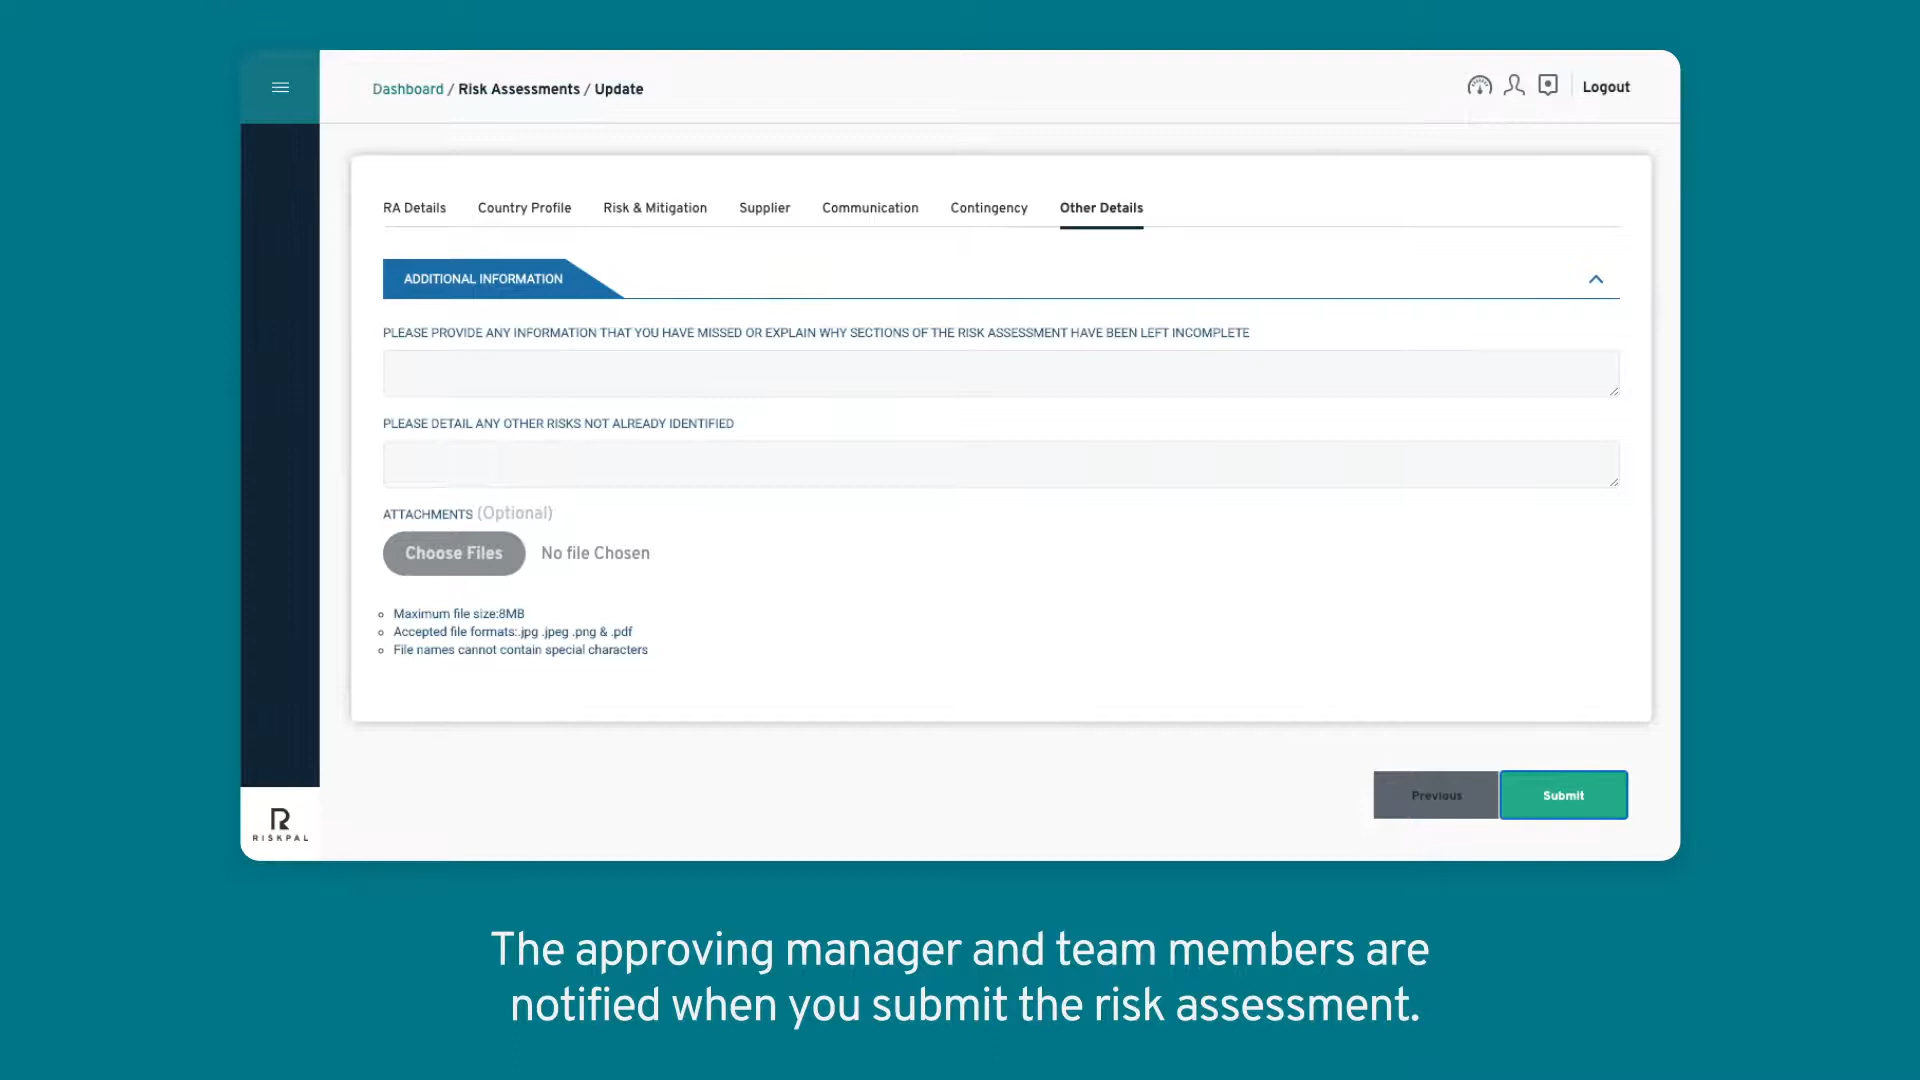 Dashboard / Risk Assessments / Update
Logout
RA Details Country Profile Risk & Mitigation Supplier Communication Contingency Other Details
ADDITIONAL INFORMATION
PLEASE PROVIDE ANY INFORMATION THAT YOU HAVE MISSED OR EXPLAIN WHY SECTIONS OF THE RISK ASSESSMENT HAVE BEEN LEFT INCOMPLETE
PLEASE DETAIL ANY OTHER RISKS NOT ALREADY IDENTIFIED
ATTACHMENTS (Optional)
Choose Files No file Chosen
Maximum file size:8MB
Accepted file formats:.jpg .jpeg .png & .pdf
File names cannot contain special characters
Previous Submit
R
RISKPAL
The approving manager and team members are
notified when you submit the risk assessment.